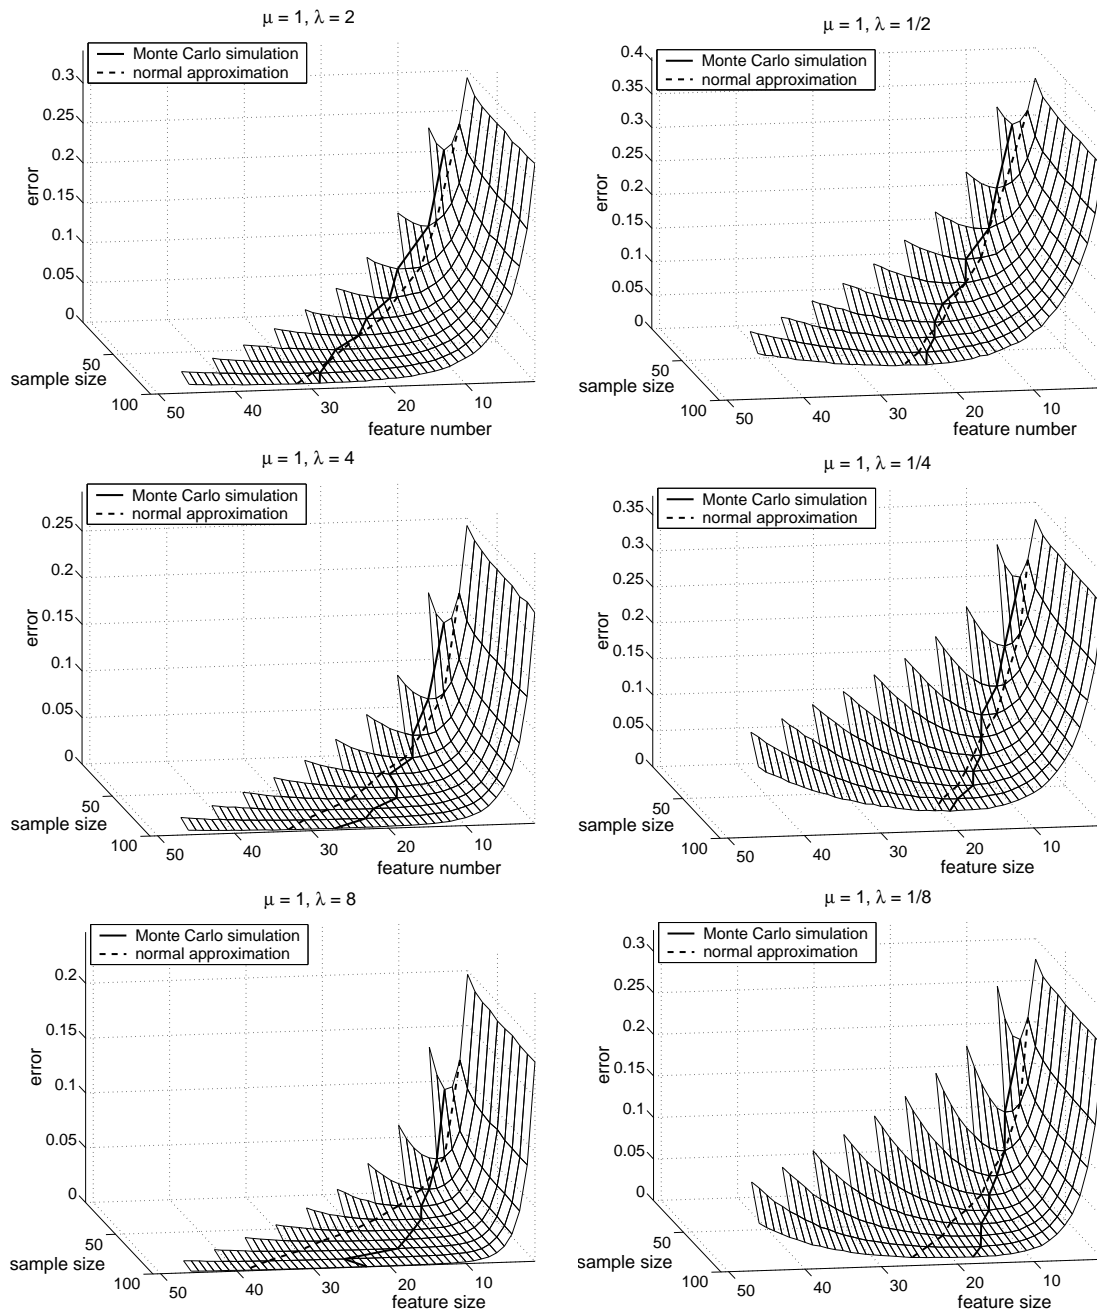 μ = 1, λ = 2
Monte Carlo simulation
normal approximation
0.3
0.25
0.2
0.15
0.1
0.05
0
error
50
100
sample size
50
40
30
20
10
feature number
μ = 1, λ = 1/2
Monte Carlo simulation
normal approximation
0.4
0.35
0.3
0.25
0.2
0.15
0.1
0.05
0
error
50
100
sample size
50
40
30
20
10
feature number
μ = 1, λ = 4
Monte Carlo simulation
normal approximation
0.25
0.2
0.15
0.1
0.05
0
error
50
100
sample size
50
40
30
20
10
feature number
μ = 1, λ = 1/4
Monte Carlo simulation
normal approximation
0.35
0.3
0.25
0.2
0.15
0.1
0.05
0
error
50
100
sample size
50
40
30
20
10
feature size
μ = 1, λ = 8
Monte Carlo simulation
normal approximation
0.2
0.15
0.1
0.05
0
error
50
100
sample size
50
40
30
20
10
feature size
μ = 1, λ = 1/8
Monte Carlo simulation
normal approximation
0.3
0.25
0.2
0.15
0.1
0.05
0
error
50
100
sample size
50
40
30
20
10
feature size